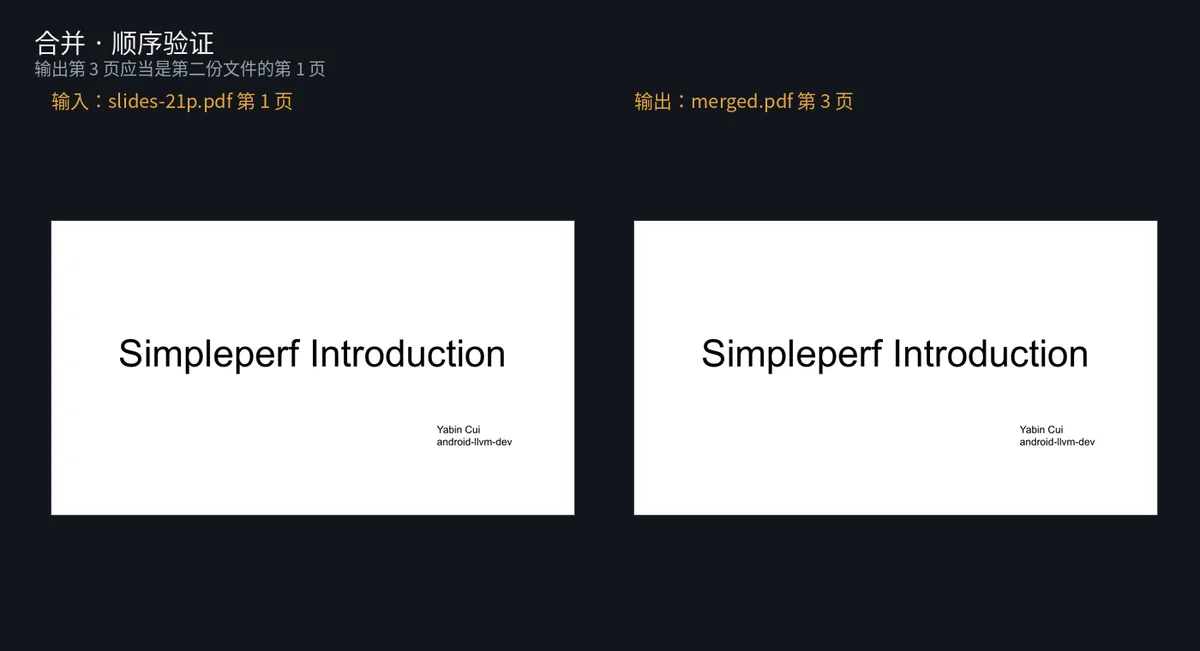 合并 · 顺序验证
输出第 3 页应当是第二份文件的第 1 页
输入：slides-21p.pdf 第 1 页
输出：merged.pdf 第 3 页
Simpleperf Introduction
Yabin Cui
android-llvm-dev
Simpleperf Introduction
Yabin Cui
android-llvm-dev